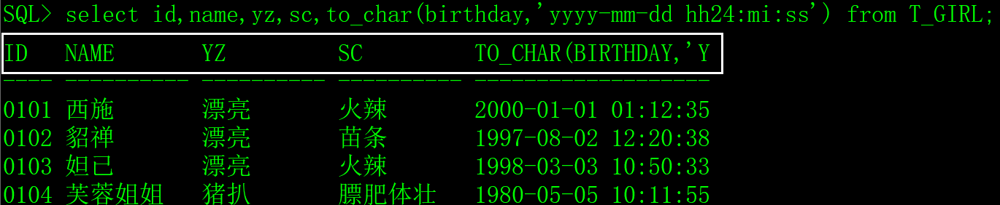 SQL> select id,name,yz,sc,to_char(birthday,'yyyy-mm-dd hh24:mi:ss') from T_GIRL;
ID NAME YZ SC TO_CHAR(BIRTHDAY,'Y
---- ---------- ---------- ---------- -------------------
0101 西施 漂亮 火辣 2000-01-01 01:12:35
0102 貂禅 漂亮 苗条 1997-08-02 12:20:38
0103 妲已 漂亮 火辣 1998-03-03 10:50:33
0104 芙蓉姐姐 猪扒 膘肥体壮 1980-05-05 10:11:55